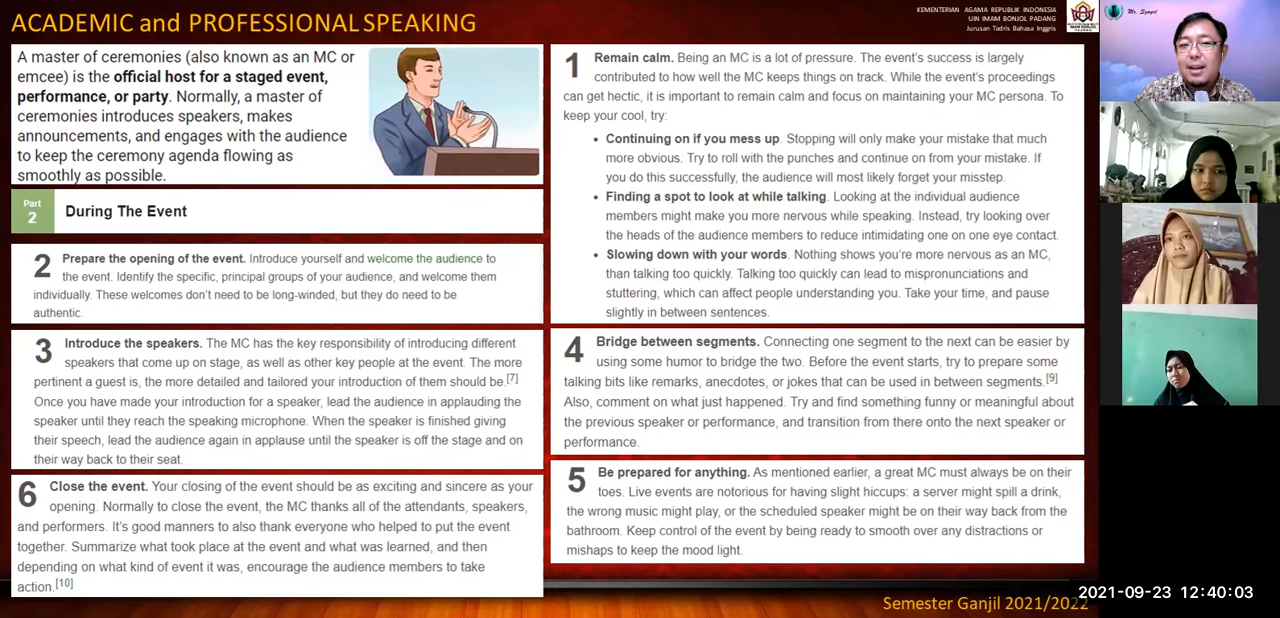 ACADEMIC and PROFESSIONAL SPEAKING
KEMENTERIAN AGAMA REPUBLIK INDONESIA
UIN IMAM BONJOL PADANG
Jurusan Tadris Bahasa Inggris
A master of ceremonies (also known as an MC or
emcee) is the official host for a staged event,
performance, or party. Normally, a master of
ceremonies introduces speakers, makes
announcements, and engages with the audience
to keep the ceremony agenda flowing as
smoothly as possible.
Part
2
During The Event
1 Remain calm. Being an MC is a lot of pressure. The event's success is largely
contributed to how well the MC keeps things on track. While the event's proceedings
can get hectic, it is important to remain calm and focus on maintaining your MC persona. To
keep your cool, try:
• Continuing on if you mess up. Stopping will only make your mistake that much
more obvious. Try to roll with the punches and continue on from your mistake. If
you do this successfully, the audience will most likely forget your misstep.
• Finding a spot to look at while talking. Looking at the individual audience
members might make you more nervous while speaking. Instead, try looking over
the heads of the audience members to reduce intimidating one on one eye contact.
• Slowing down with your words. Nothing shows you're more nervous as an MC,
than talking too quickly. Talking too quickly can lead to mispronunciations and
stuttering, which can affect people understanding you. Take your time, and pause
slightly in between sentences.
2 Prepare the opening of the event. Introduce yourself and welcome the audience to
the event. Identify the specific, principal groups of your audience, and welcome them
individually. These welcomes don't need to be long-winded, but they do need to be
authentic.
3 Introduce the speakers. The MC has the key responsibility of introducing different
speakers that come up on stage, as well as other key people at the event. The more
pertinent a guest is, the more detailed and tailored your introduction of them should be.[7]
Once you have made your introduction for a speaker, lead the audience in applauding the
speaker until they reach the speaking microphone. When the speaker is finished giving
their speech, lead the audience again in applause until the speaker is off the stage and on
their way back to their seat.
4 Bridge between segments. Connecting one segment to the next can be easier by
using some humor to bridge the two. Before the event starts, try to prepare some
talking bits like remarks, anecdotes, or jokes that can be used in between segments.[9]
Also, comment on what just happened. Try and find something funny or meaningful about
the previous speaker or performance, and transition from there onto the next speaker or
performance.
5 Be prepared for anything. As mentioned earlier, a great MC must always be on their
toes. Live events are notorious for having slight hiccups: a server might spill a drink,
the wrong music might play, or the scheduled speaker might be on their way back from the
bathroom. Keep control of the event by being ready to smooth over any distractions or
mishaps to keep the mood light.
6 Close the event. Your closing of the event should be as exciting and sincere as your
opening. Normally to close the event, the MC thanks all of the attendants, speakers,
and performers. It's good manners to also thank everyone who helped to put the event
together. Summarize what took place at the event and what was learned, and then
depending on what kind of event it was, encourage the audience members to take
action.[10]
Semester Ganjil 2021/2022
2021-09-23 12:40:03